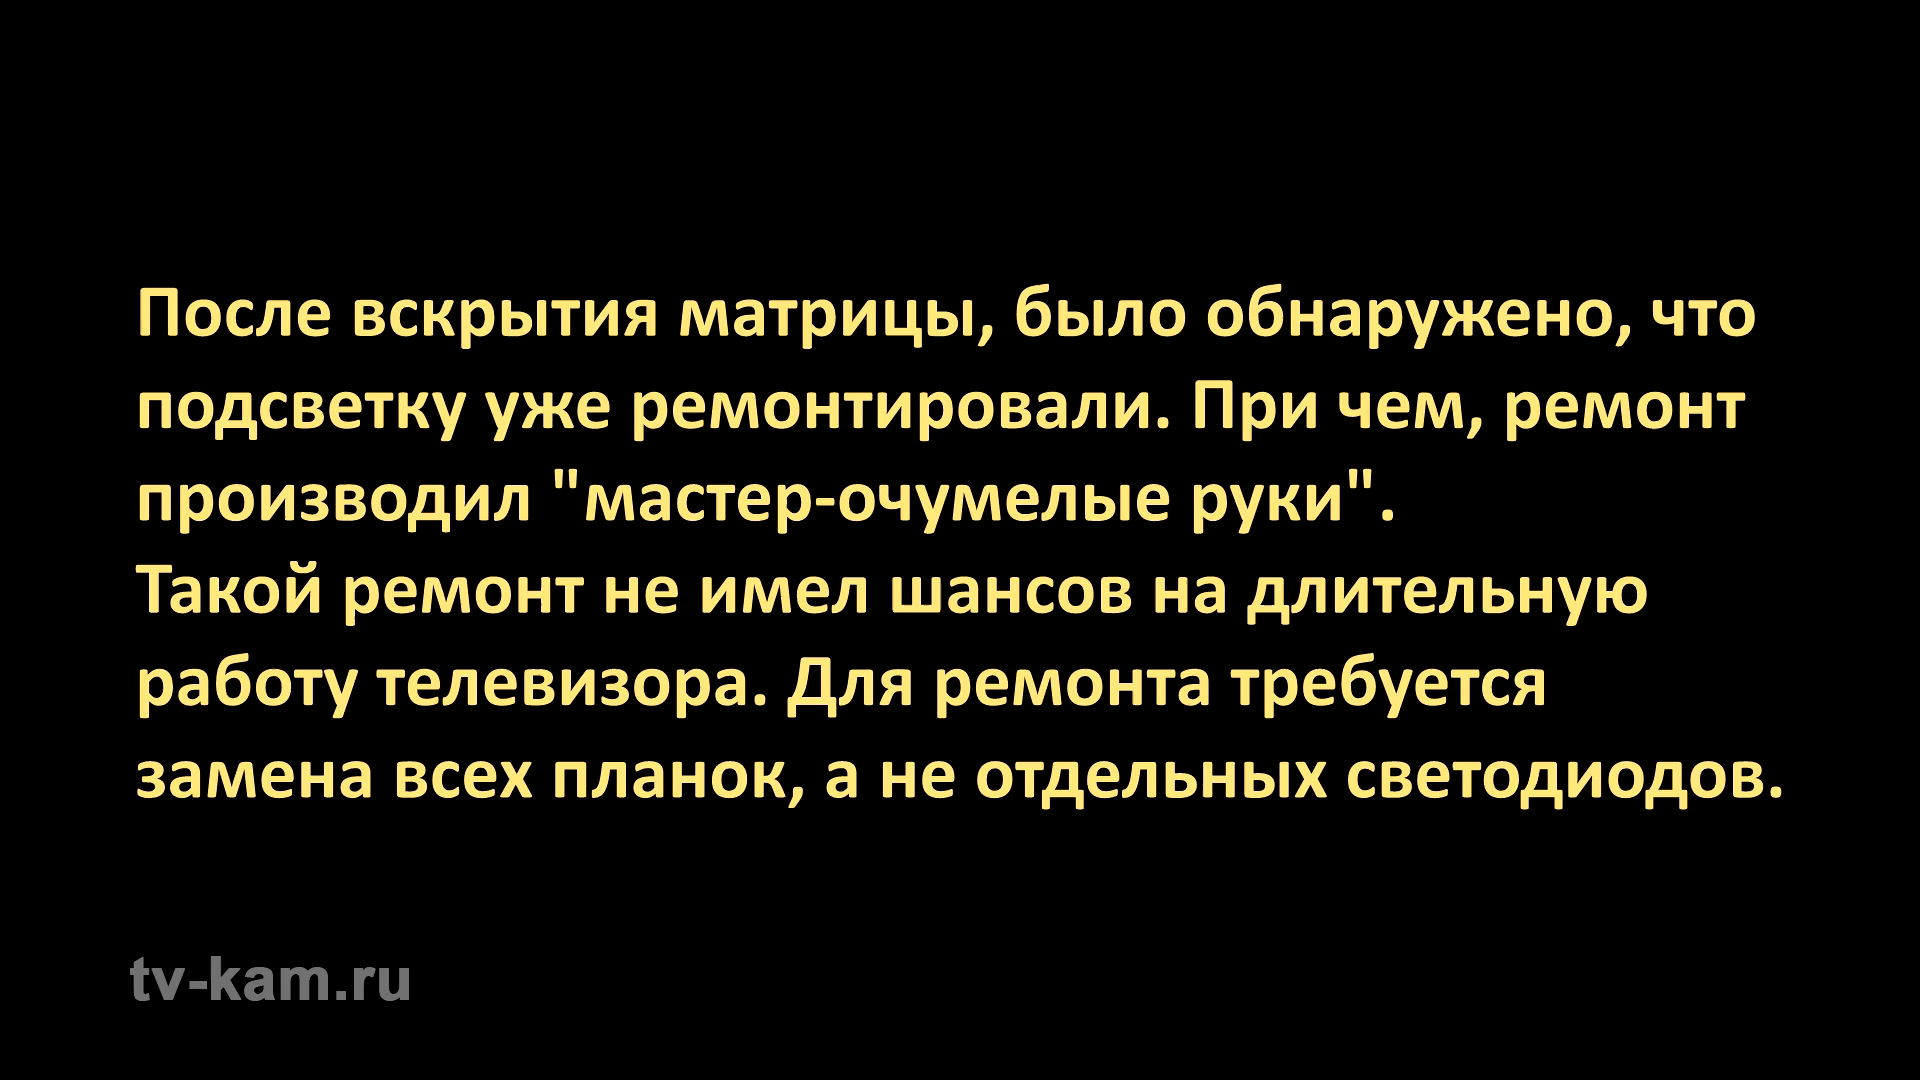 После вскрытия матрицы, было обнаружено, что
подсветку уже ремонтировали. При чем, ремонт
производил "мастер-очумелые руки".
Такой ремонт не имел шансов на длительную
работу телевизора. Для ремонта требуется
замена всех планок, а не отдельных светодиодов.
tv-kam.ru